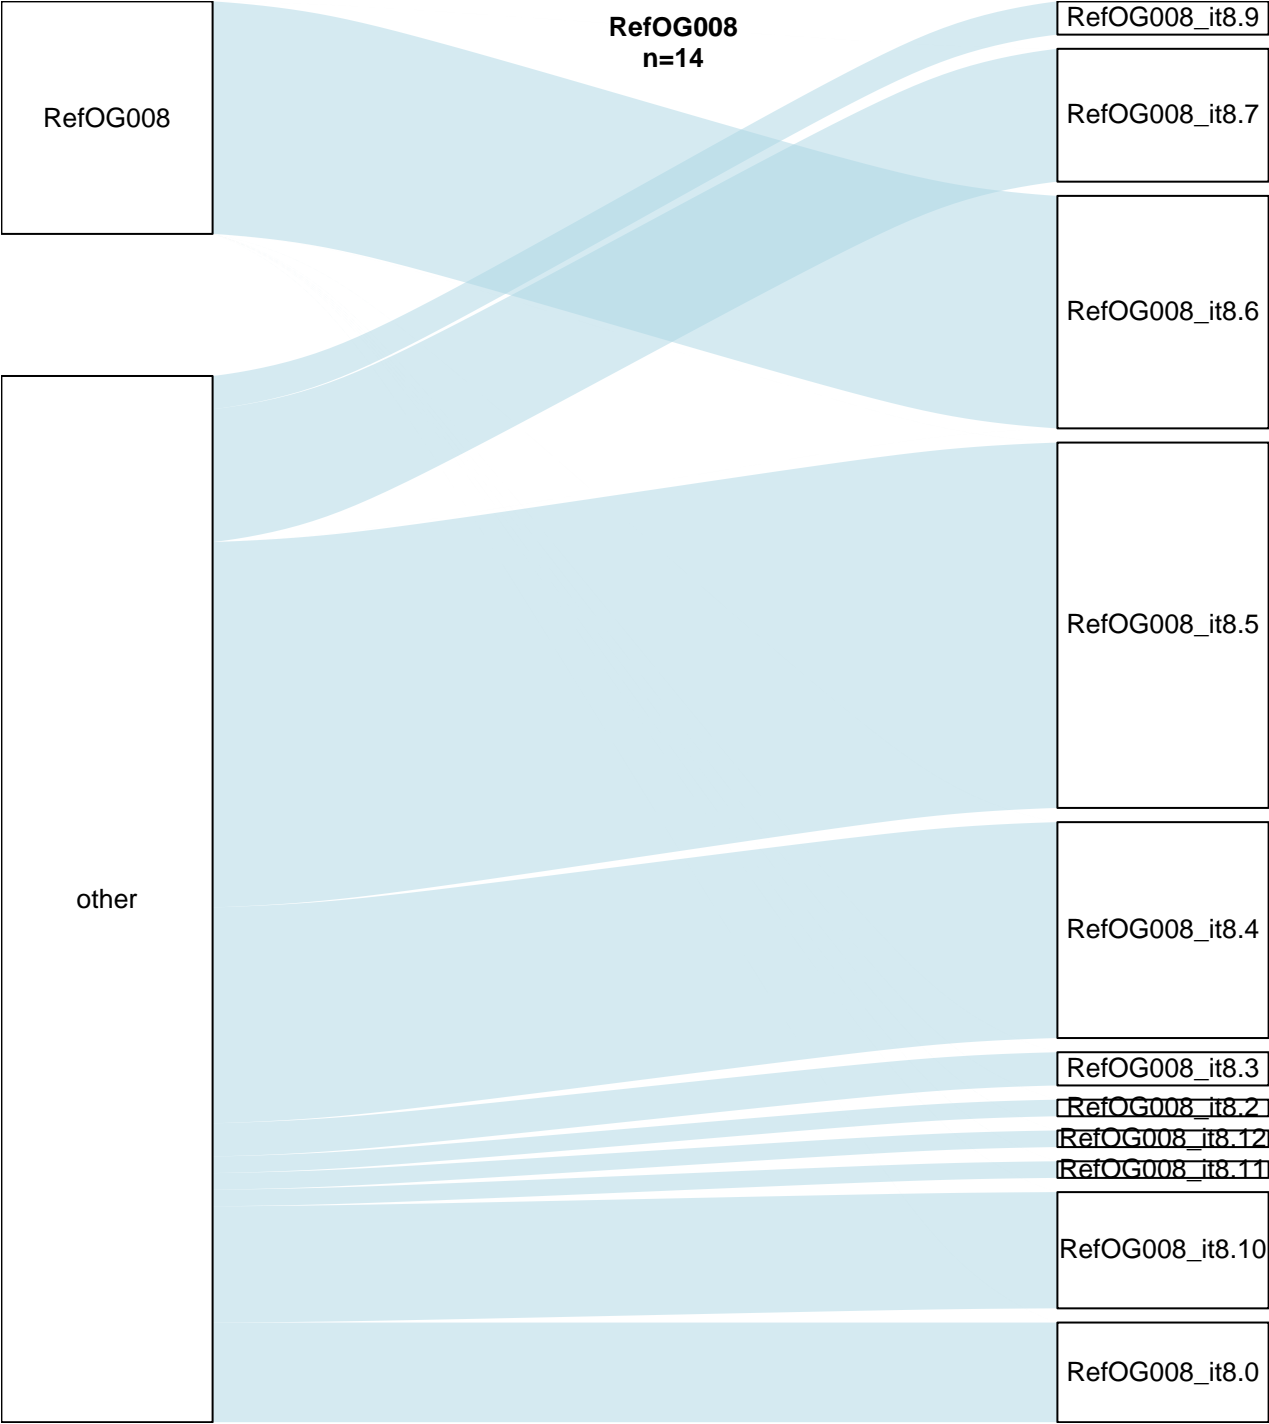 RefOG008
n=14
RefOG008
other
RefOG008_it8.9
RefOG008_it8.7
RefOG008_it8.6
RefOG008_it8.5
RefOG008_it8.4
RefOG008_it8.3
RefOG008_it8.2
RefOG008_it8.12
RefOG008_it8.11
RefOG008_it8.10
RefOG008_it8.0